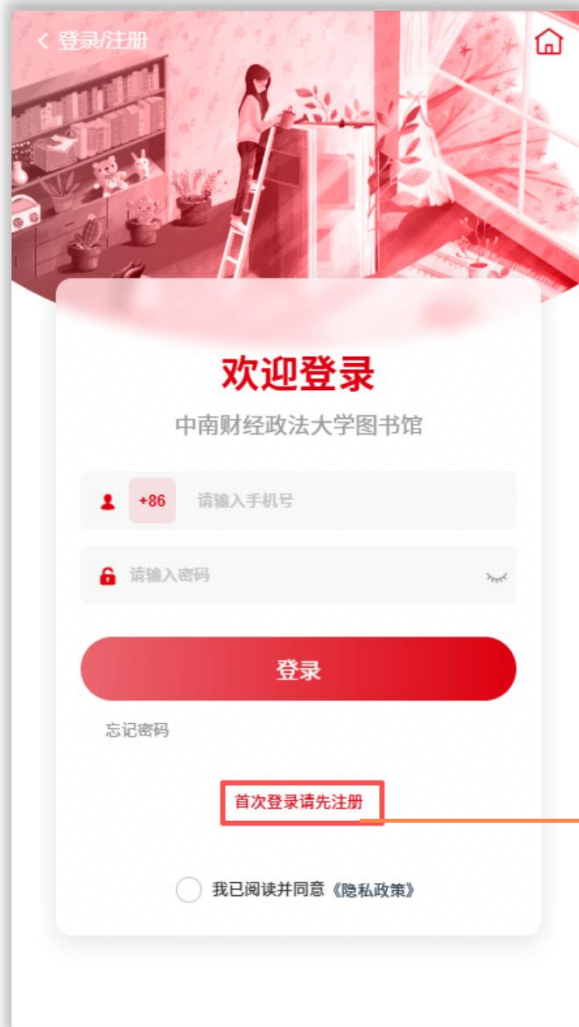 登录/注册
欢迎登录
中南财经政法大学图书馆
+86 请输入手机号
请输入密码
登录
忘记密码
首次登录请先注册
我已阅读并同意《隐私政策》